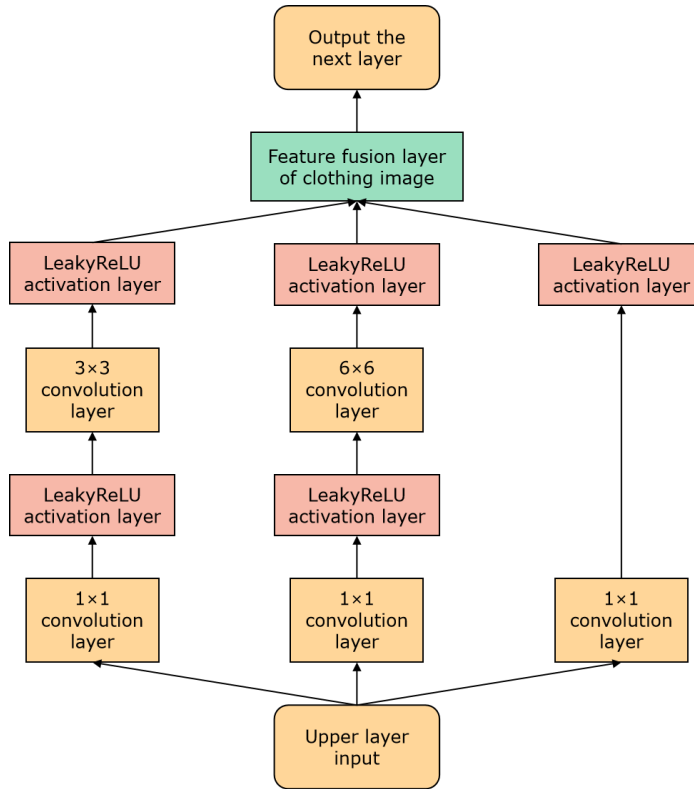 Output the
next layer
Feature fusion layer
of clothing image
LeakyReLU
activation layer
LeakyReLU
activation layer
LeakyReLU
activation layer
3×3
convolution
layer
6×6
convolution
layer
LeakyReLU
activation layer
LeakyReLU
activation layer
1×1
convolution
layer
1×1
convolution
layer
1×1
convolution
layer
Upper layer
input